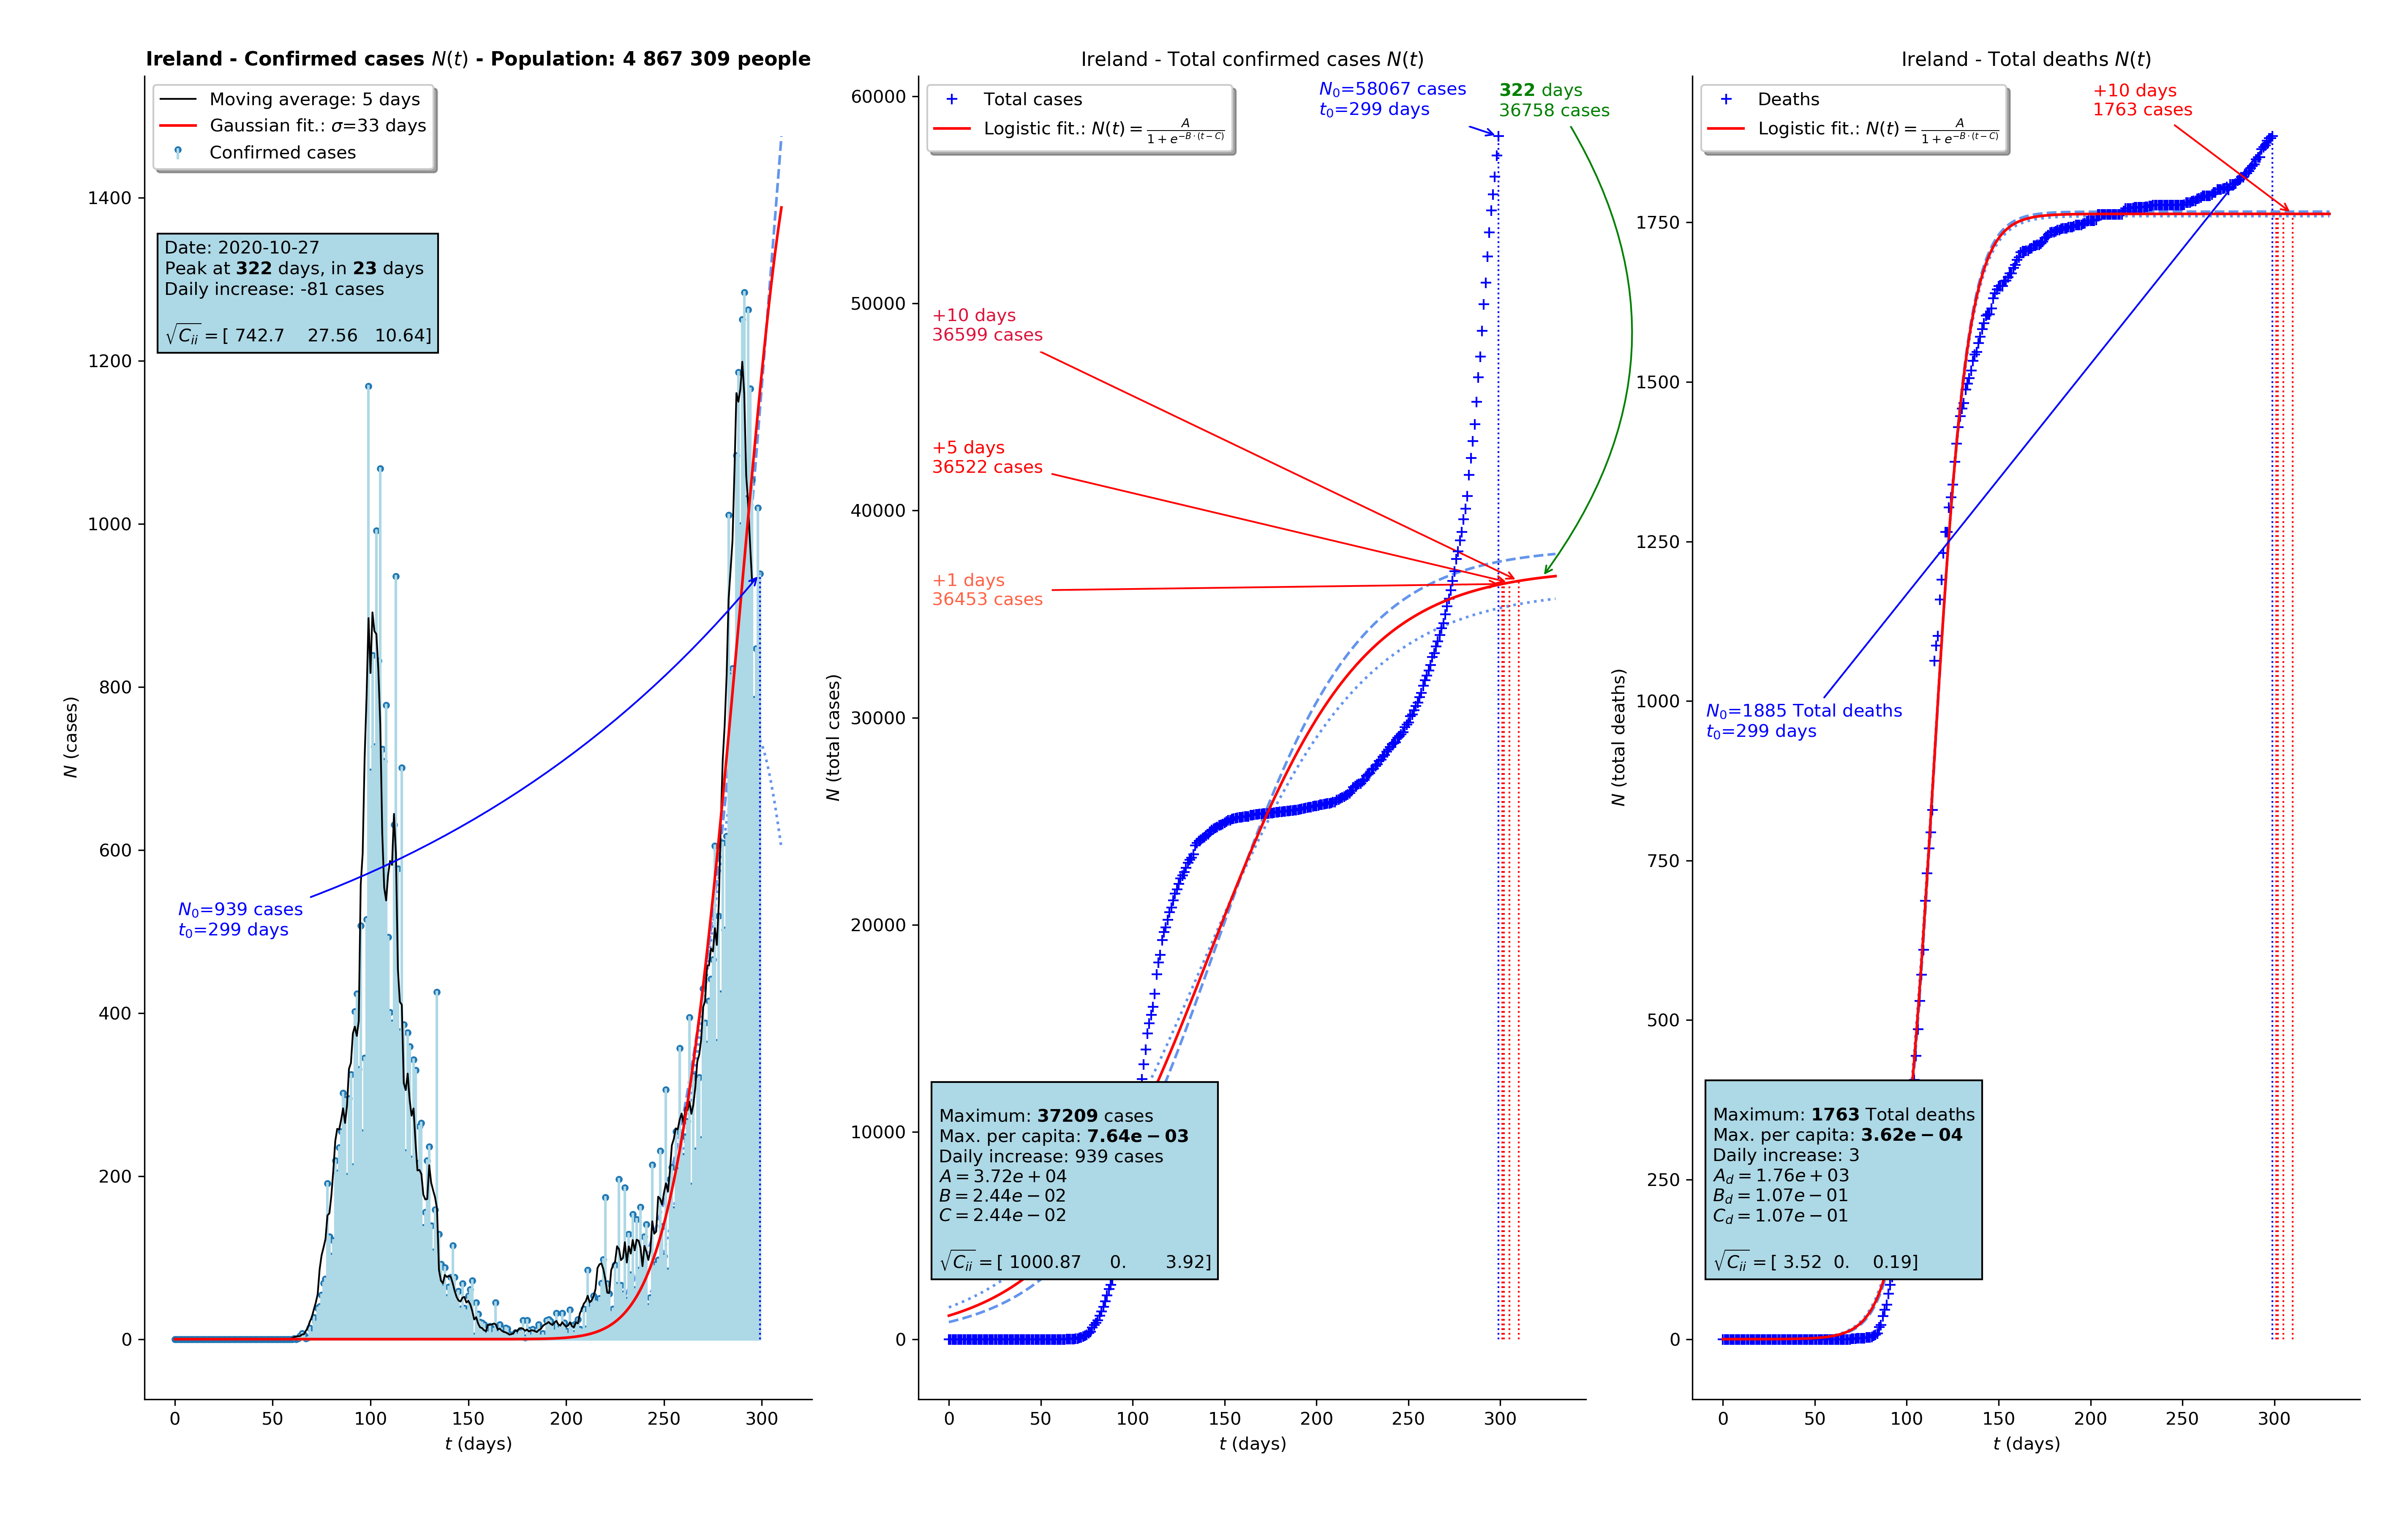 Ireland - Confirmed cases N(t) - Population: 4 867 309 people
Moving average: 5 days
Gaussian fit.: σ=33 days
Confirmed cases
Date: 2020-10-27
Peak at 322 days, in 23 days
Daily increase: -81 cases
√C_ii = [ 742.7 27.56 10.64]
N₀=939 cases
t₀=299 days
1400
1200
1000
800
600
400
200
0
N (cases)
0 50 100 150 200 250 300
t (days)
Ireland - Total confirmed cases N(t)
Total cases
Logistic fit.: N(t) = A / (1 + e^{−B·(t−C)})
N₀=58067 cases
t₀=299 days
322 days
36758 cases
+10 days
36599 cases
+5 days
36522 cases
+1 days
36453 cases
Maximum: 37209 cases
Max. per capita: 7.64e − 03
Daily increase: 939 cases
A = 3.72e + 04
B = 2.44e − 02
C = 2.44e − 02
√C_ii = [ 1000.87 0. 3.92]
60000
50000
40000
30000
20000
10000
0
N (total cases)
0 50 100 150 200 250 300
t (days)
Ireland - Total deaths N(t)
Deaths
Logistic fit.: N(t) = A / (1 + e^{−B·(t−C)})
+10 days
1763 cases
N₀=1885 Total deaths
t₀=299 days
Maximum: 1763 Total deaths
Max. per capita: 3.62e − 04
Daily increase: 3
A_d = 1.76e + 03
B_d = 1.07e − 01
C_d = 1.07e − 01
√C_ii = [ 3.52 0. 0.19]
1750
1500
1250
1000
750
500
250
0
N (total deaths)
0 50 100 150 200 250 300
t (days)